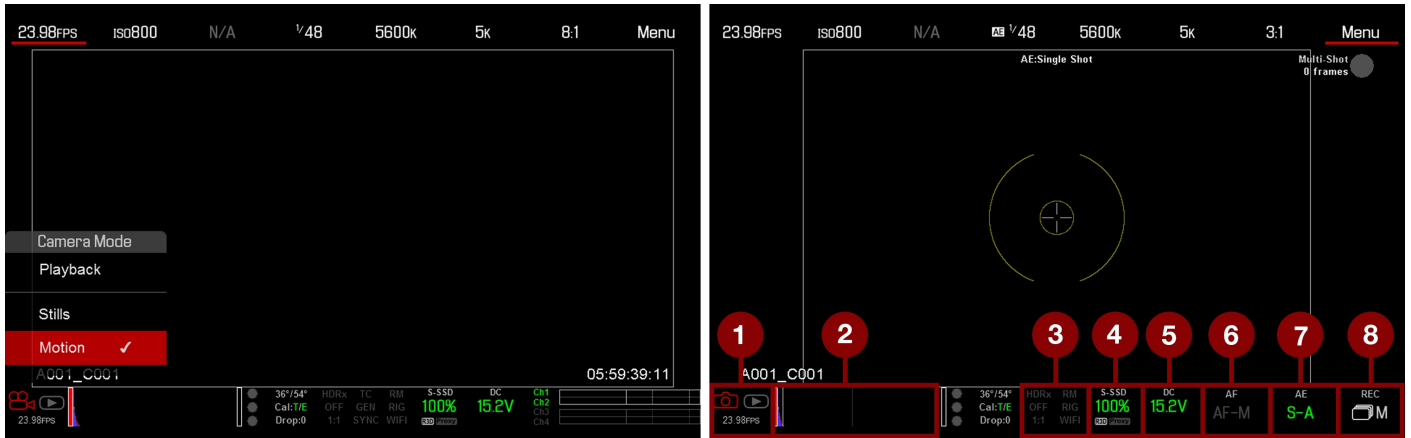 23.98FPS ISO800 N/A 1/48 5600K 5K 8:1 Menu
Camera Mode
Playback
Stills
Motion ✓
A001_C001 05:59:39:11
23.98FPS
36°/54° HDRx TC RM S-SSD DC Ch1
Cal:T/E OFF GEN RIG 100% 15.2V Ch2
Ch3
Drop:0 1:1 SYNC WIFI R3D Proxy Ch4
23.98FPS ISO800 N/A AE 1/48 5600K 5K 3:1 Menu
AE:Single Shot
Multi-Shot
0 frames
1 2 3 4 5 6 7 8
A001_C001
23.98FPS
36°/54° HDRx RM S-SSD DC AF AE REC
Cal:T/E OFF RIG 100% 15.2V AF-M S-A M
Drop:0 1:1 WIFI R3D Proxy